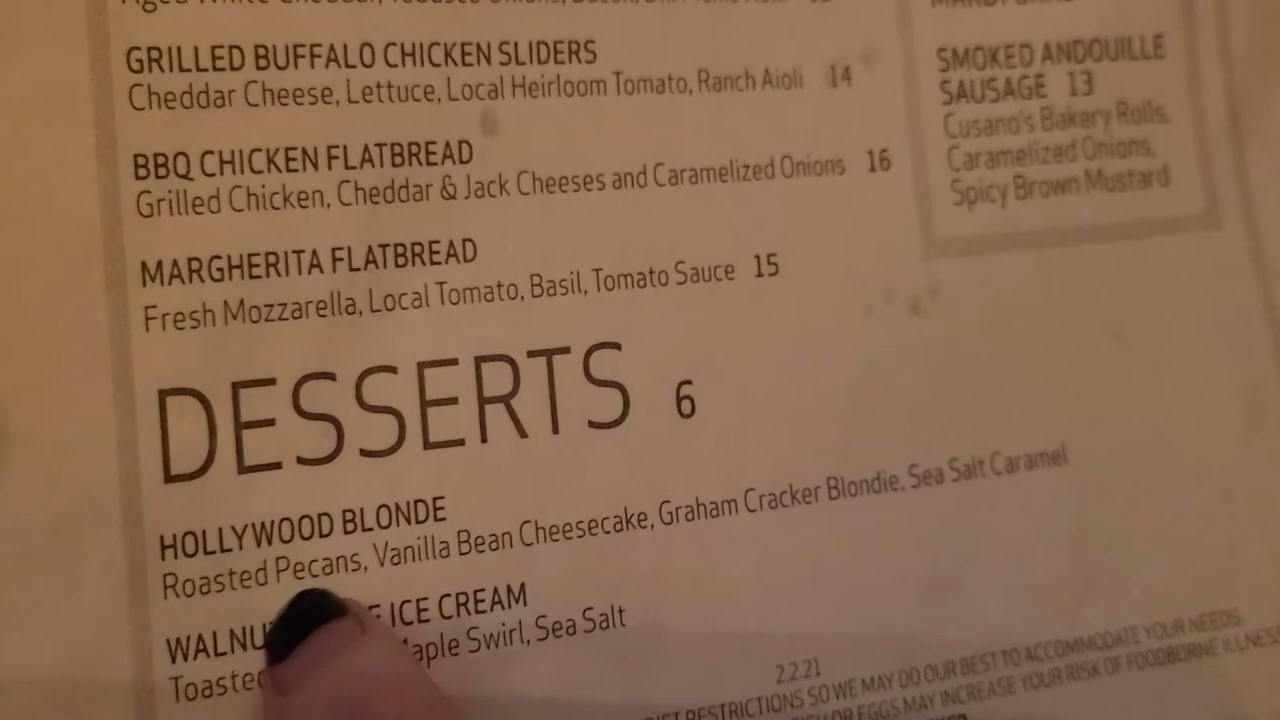 GRILLED BUFFALO CHICKEN SLIDERS
Cheddar Cheese, Lettuce, Local Heirloom Tomato, Ranch Aioli 14
BBQ CHICKEN FLATBREAD
Grilled Chicken, Cheddar & Jack Cheeses and Caramelized Onions 16
MARGHERITA FLATBREAD
Fresh Mozzarella, Local Tomato, Basil, Tomato Sauce 15
DESSERTS 6
HOLLYWOOD BLONDE
Roasted Pecans, Vanilla Bean Cheesecake, Graham Cracker Blondie, Sea Salt Caramel
ICE CREAM
Swirl, Sea Salt
SMOKED ANDOUILLE
SAUSAGE 13
Cusano's Bakery Rolls,
Caramelized Onions,
Spicy Brown Mustard
2.2.21
RESTRICTIONS SO WE MAY DO OUR BEST TO ACCOMMODATE YOUR NEEDS.
OR EGGS MAY INCREASE YOUR RISK OF FOODBORNE ILLNESS